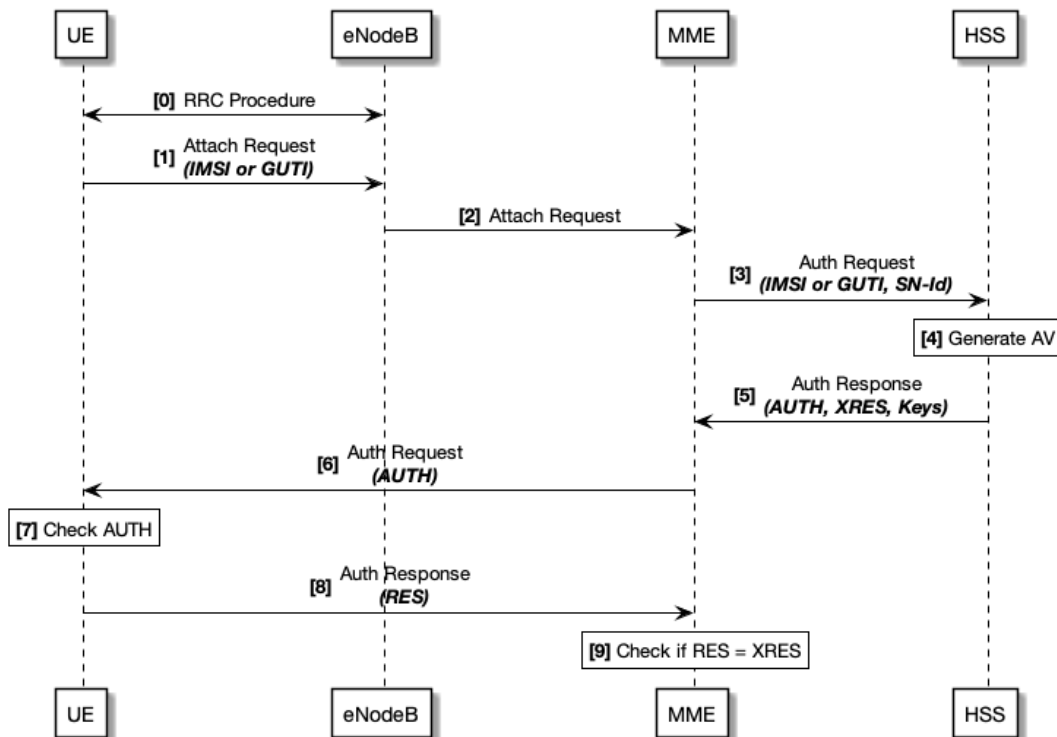 UE
eNodeB
MME
HSS
[0] RRC Procedure
[1] Attach Request
(IMSI or GUTI)
[2] Attach Request
[3] Auth Request
(IMSI or GUTI, SN-Id)
[4] Generate AV
[5] Auth Response
(AUTH, XRES, Keys)
[6] Auth Request
(AUTH)
[7] Check AUTH
[8] Auth Response
(RES)
[9] Check if RES = XRES
UE
eNodeB
MME
HSS